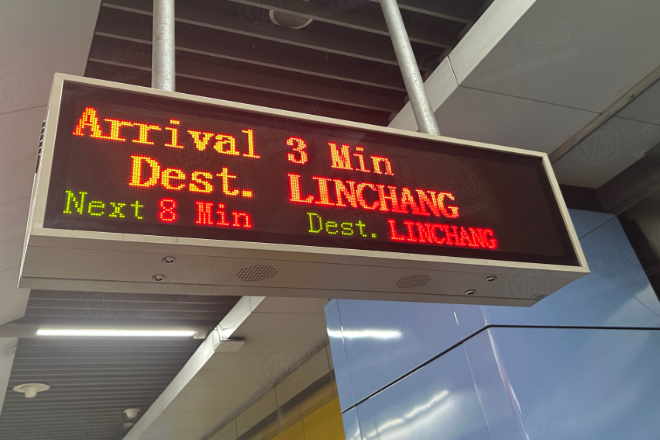 Arrival 3 Min
Dest. LINCHANG
Next 8 Min Dest. LINCHANG